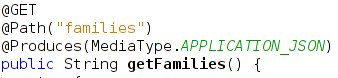 @GET
@Path("families")
@Produces(MediaType.APPLICATION_JSON)
public String getFamilies() {